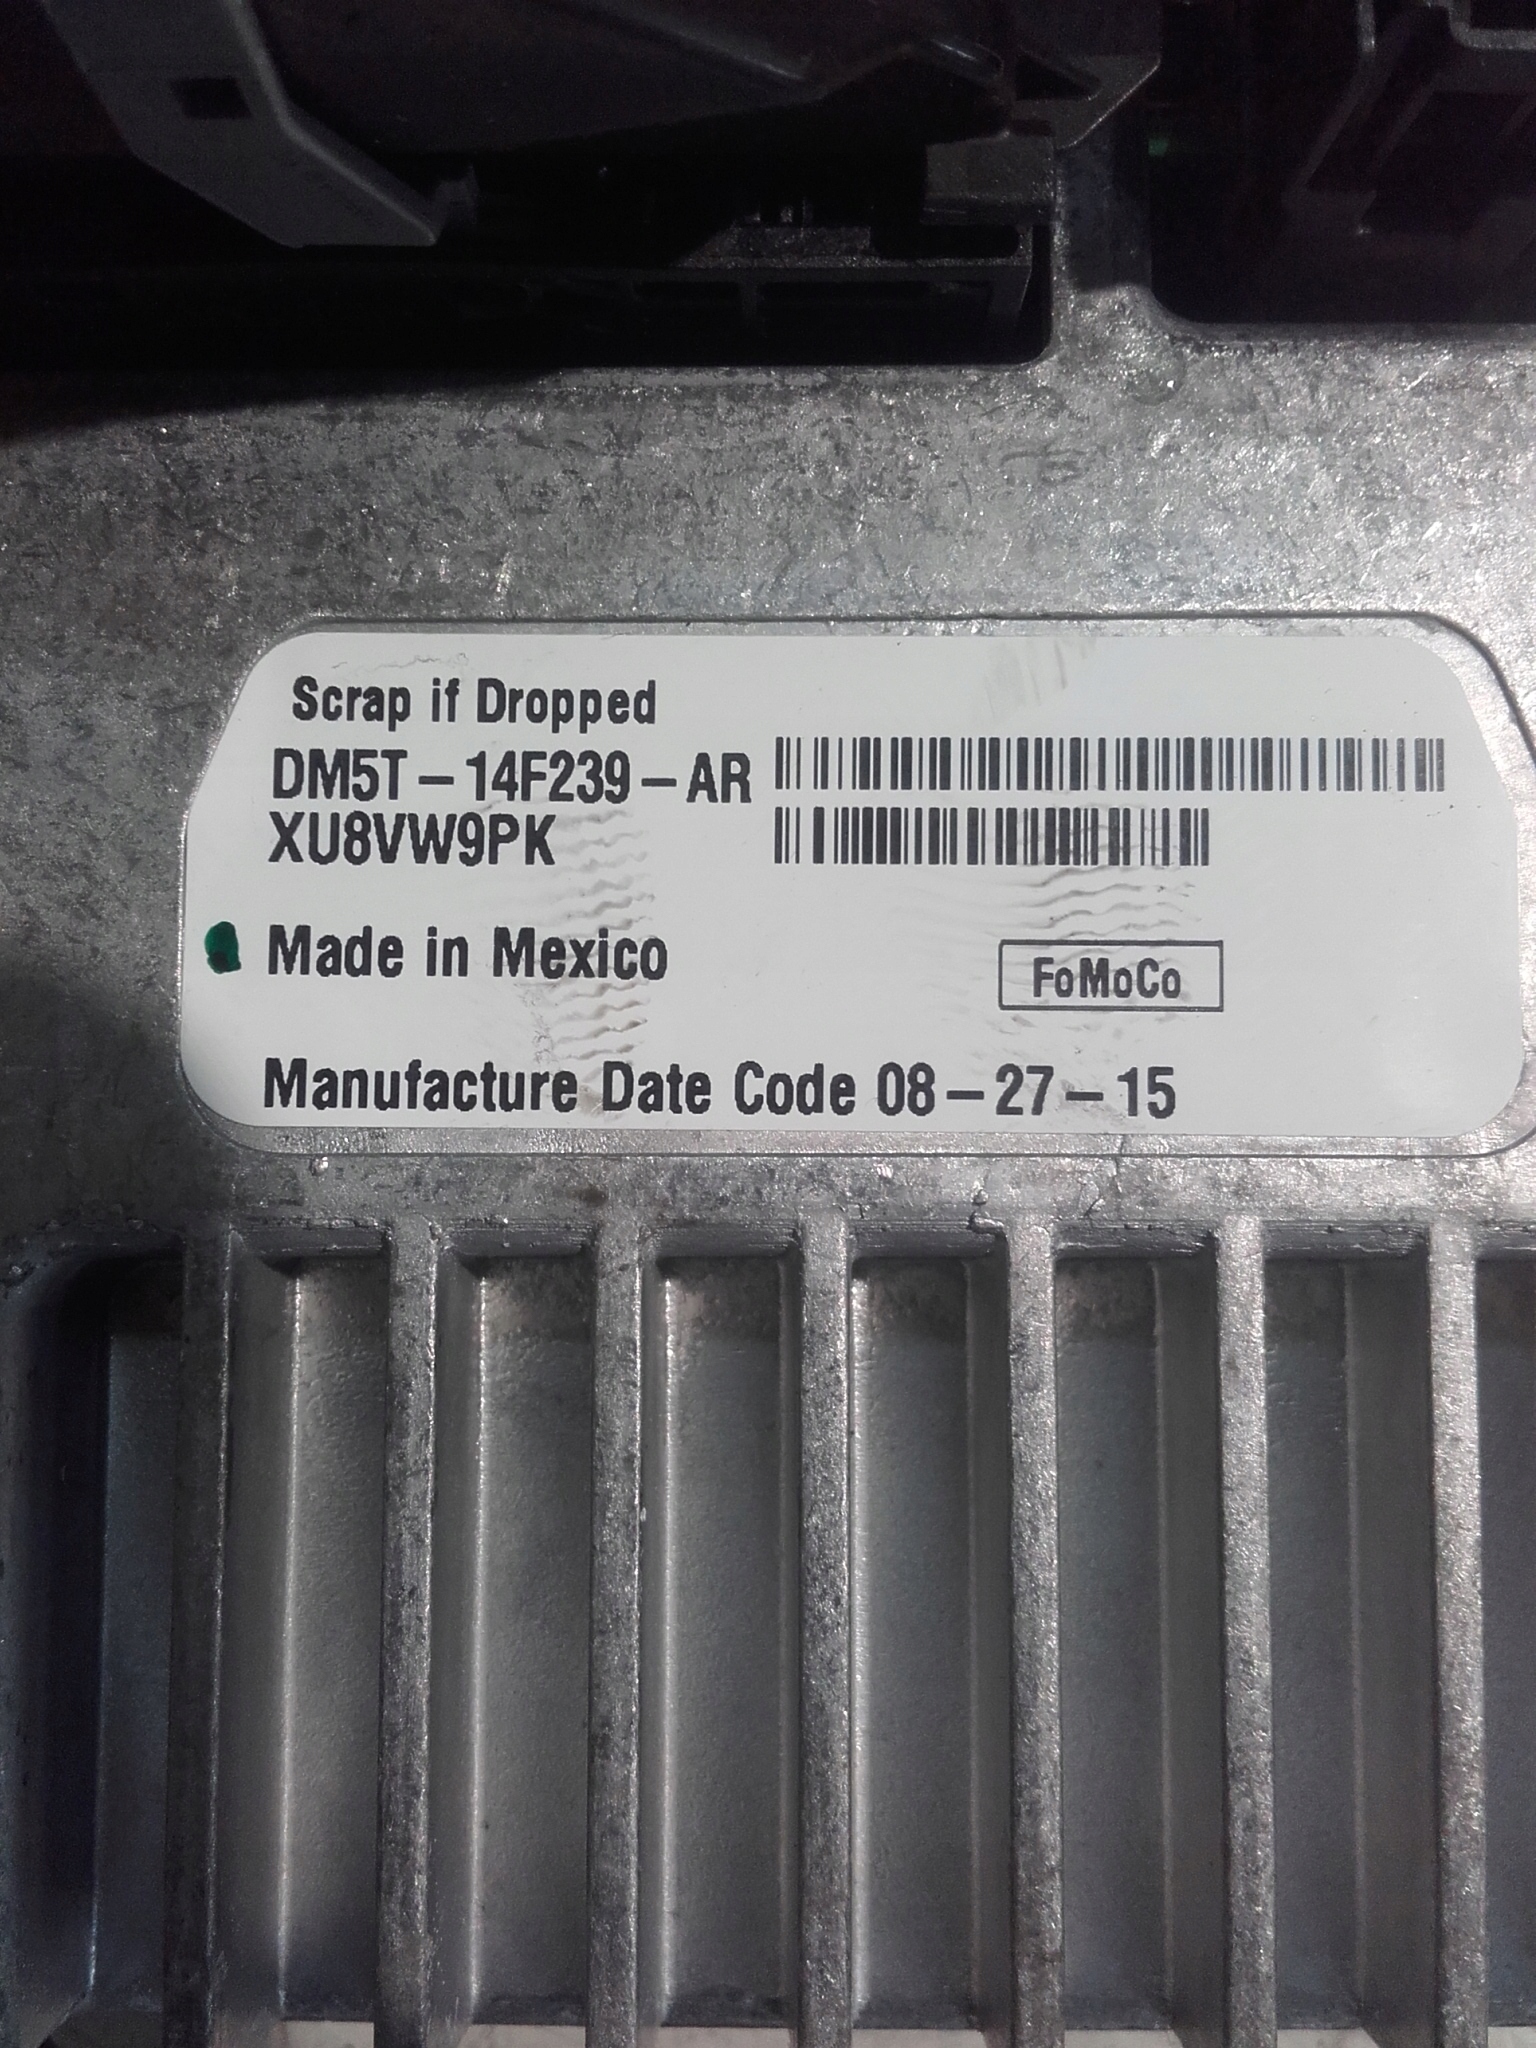 Scrap if Dropped
DM5T-14F239-AR
XU8VW9PK
Made in Mexico
FoMoCo
Manufacture Date Code 08-27-15